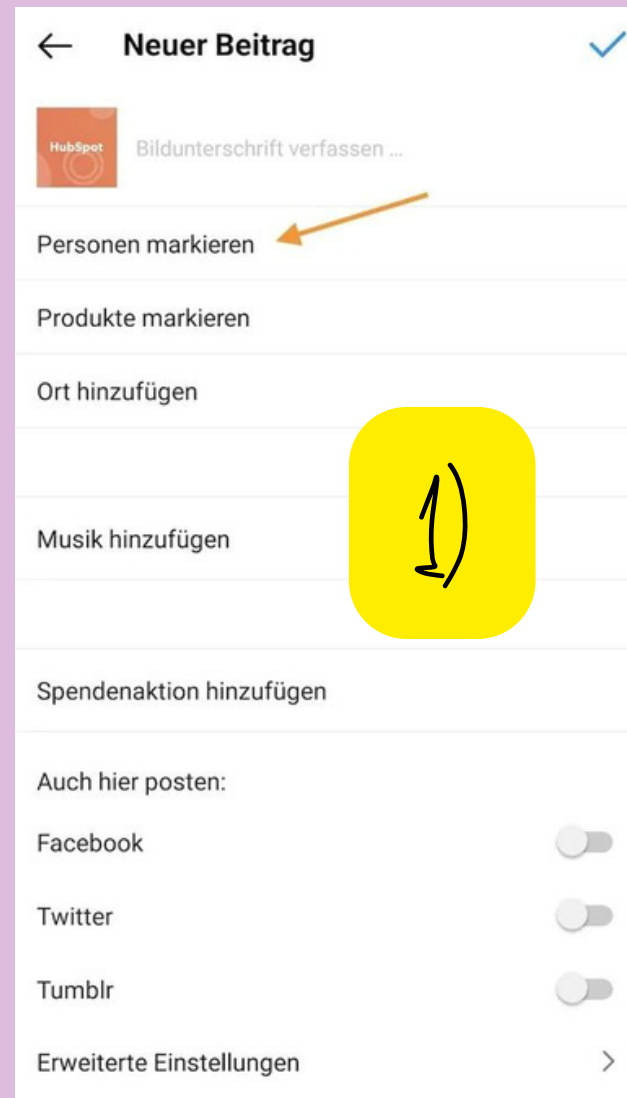 Neuer Beitrag
HubSpot
Bildunterschrift verfassen ...
Personen markieren
Produkte markieren
Ort hinzufügen
1)
Musik hinzufügen
Spendenaktion hinzufügen
Auch hier posten:
Facebook
Twitter
Tumblr
Erweiterte Einstellungen